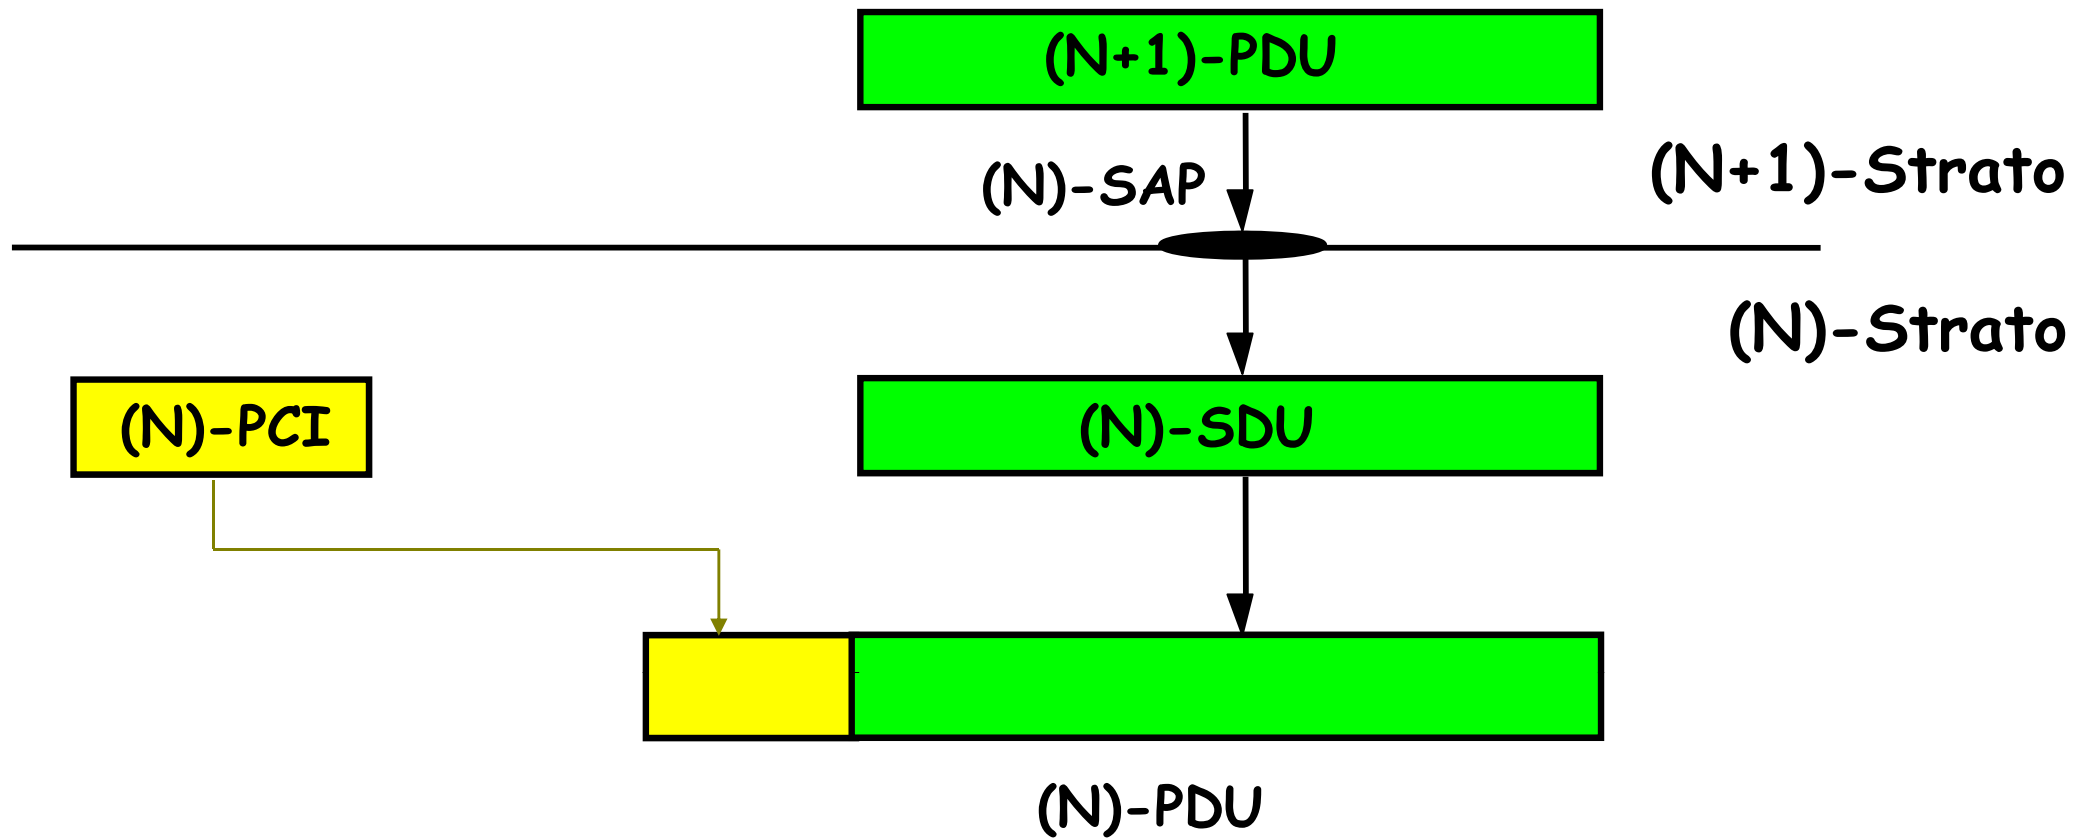 (N+1)-PDU
(N)-SAP
(N+1)-Strato
(N)-Strato
(N)-PCI
(N)-SDU
(N)-PDU